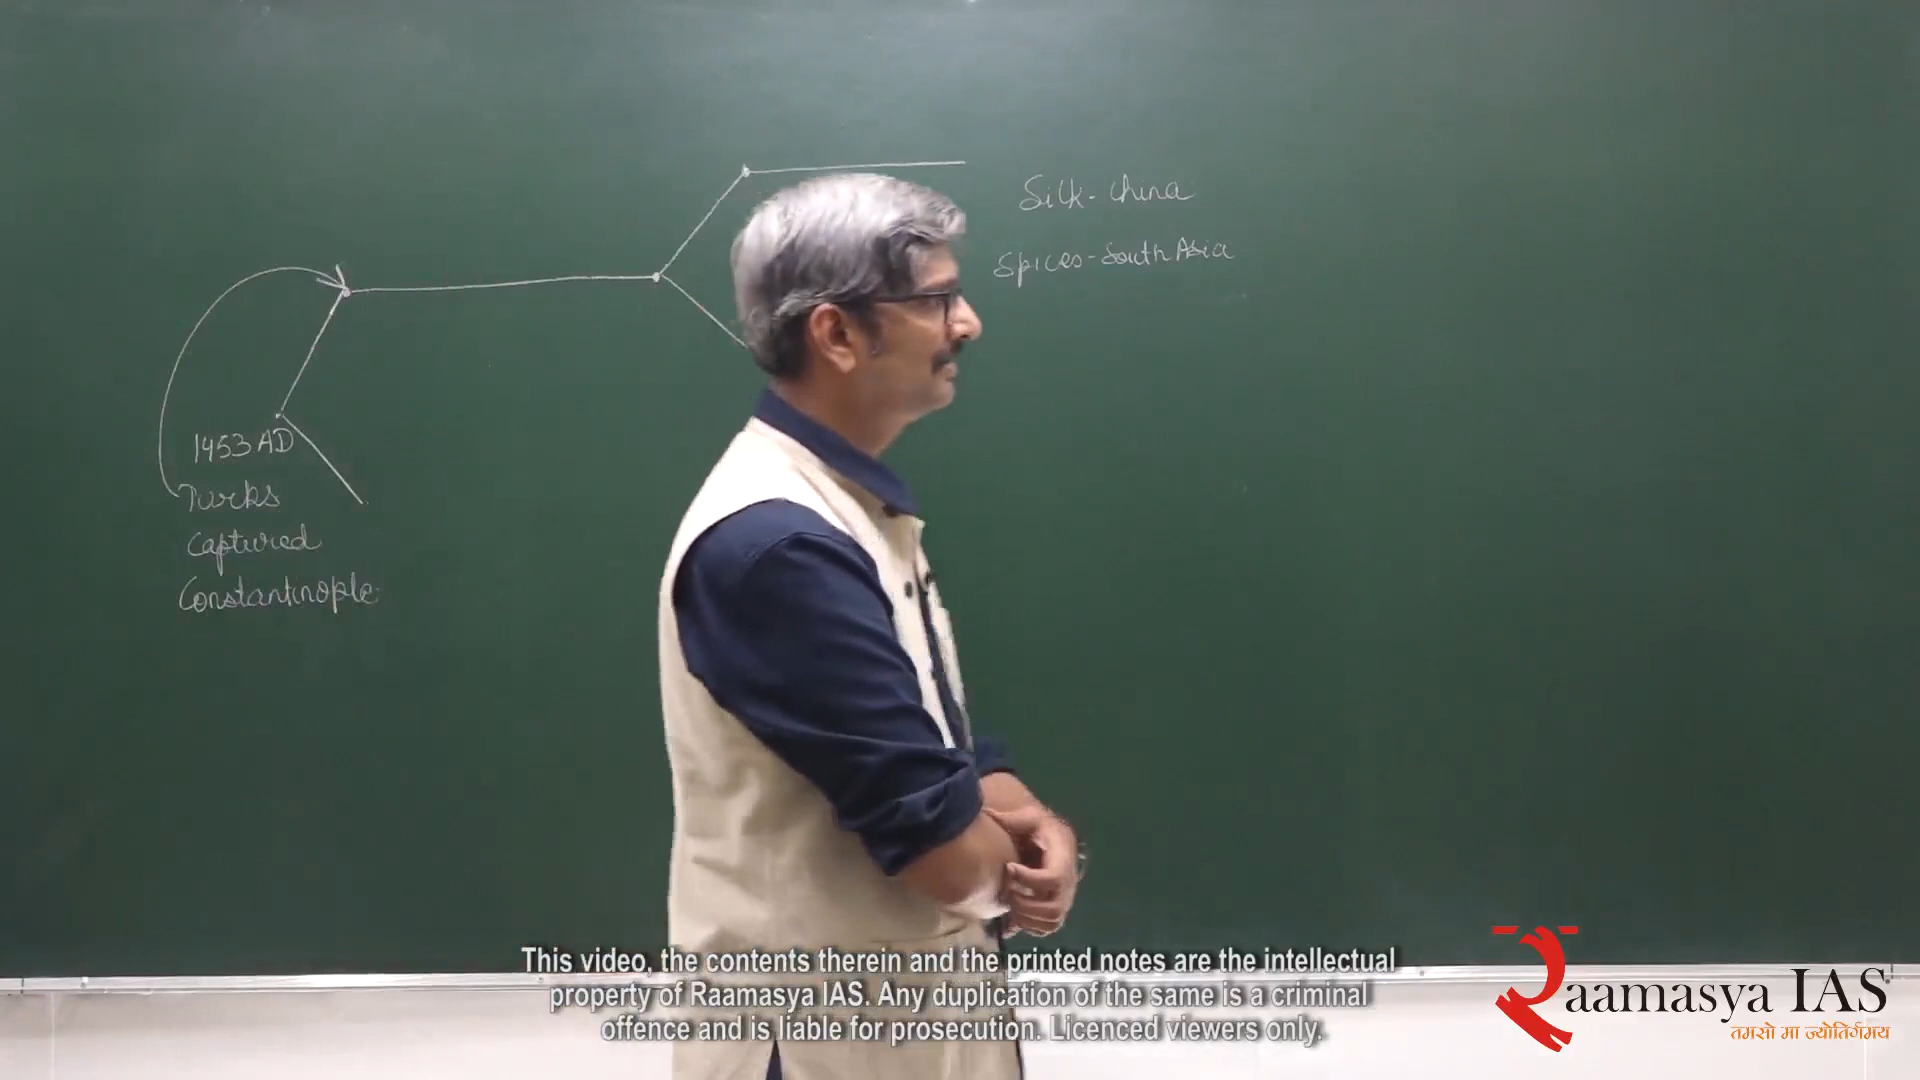 Silk - China
Spices - South Asia
1453 AD
Turks
Captured
Constantinople
This video, the contents therein and the printed notes are the intellectual
property of Raamasya IAS. Any duplication of the same is a criminal
offence and is liable for prosecution. Licenced viewers only.
Raamasya IAS
तमसो मा ज्योतिर्गमय